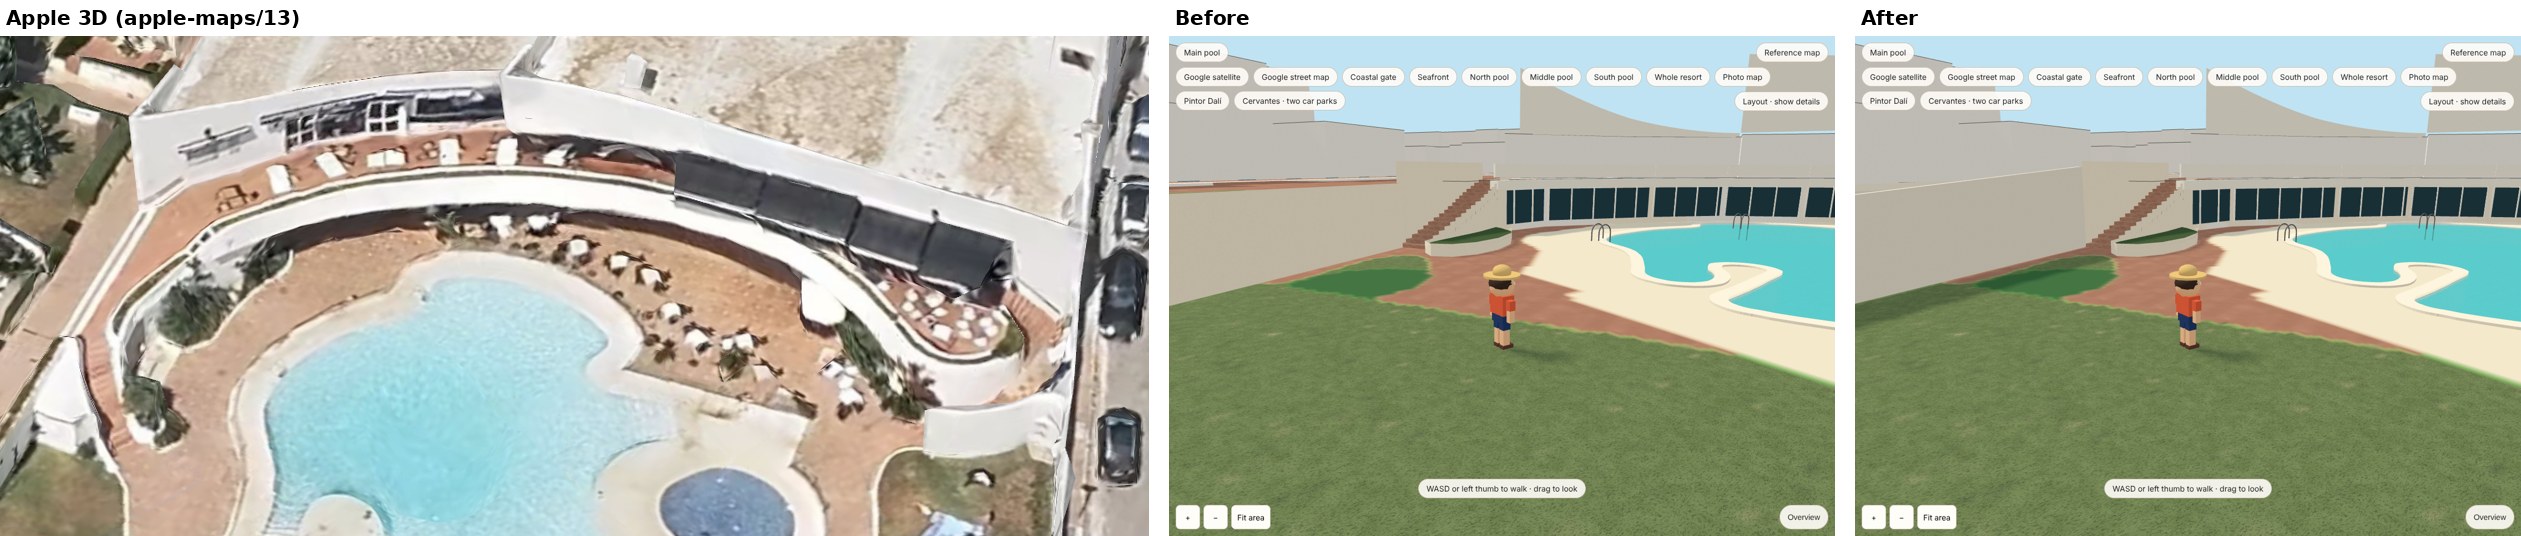 Apple 3D (apple-maps/13)
Before
Main pool
Reference map
Google satellite
Google street map
Coastal gate
Seafront
North pool
Middle pool
South pool
Whole resort
Photo map
Pintor Dali
Cervantes · two car parks
Layout · show details
WASD or left thumb to walk · drag to look
+
−
Fit area
Overview
After
Main pool
Reference map
Google satellite
Google street map
Coastal gate
Seafront
North pool
Middle pool
South pool
Whole resort
Photo map
Pintor Dali
Cervantes · two car parks
Layout · show details
WASD or left thumb to walk · drag to look
+
−
Fit area
Overview